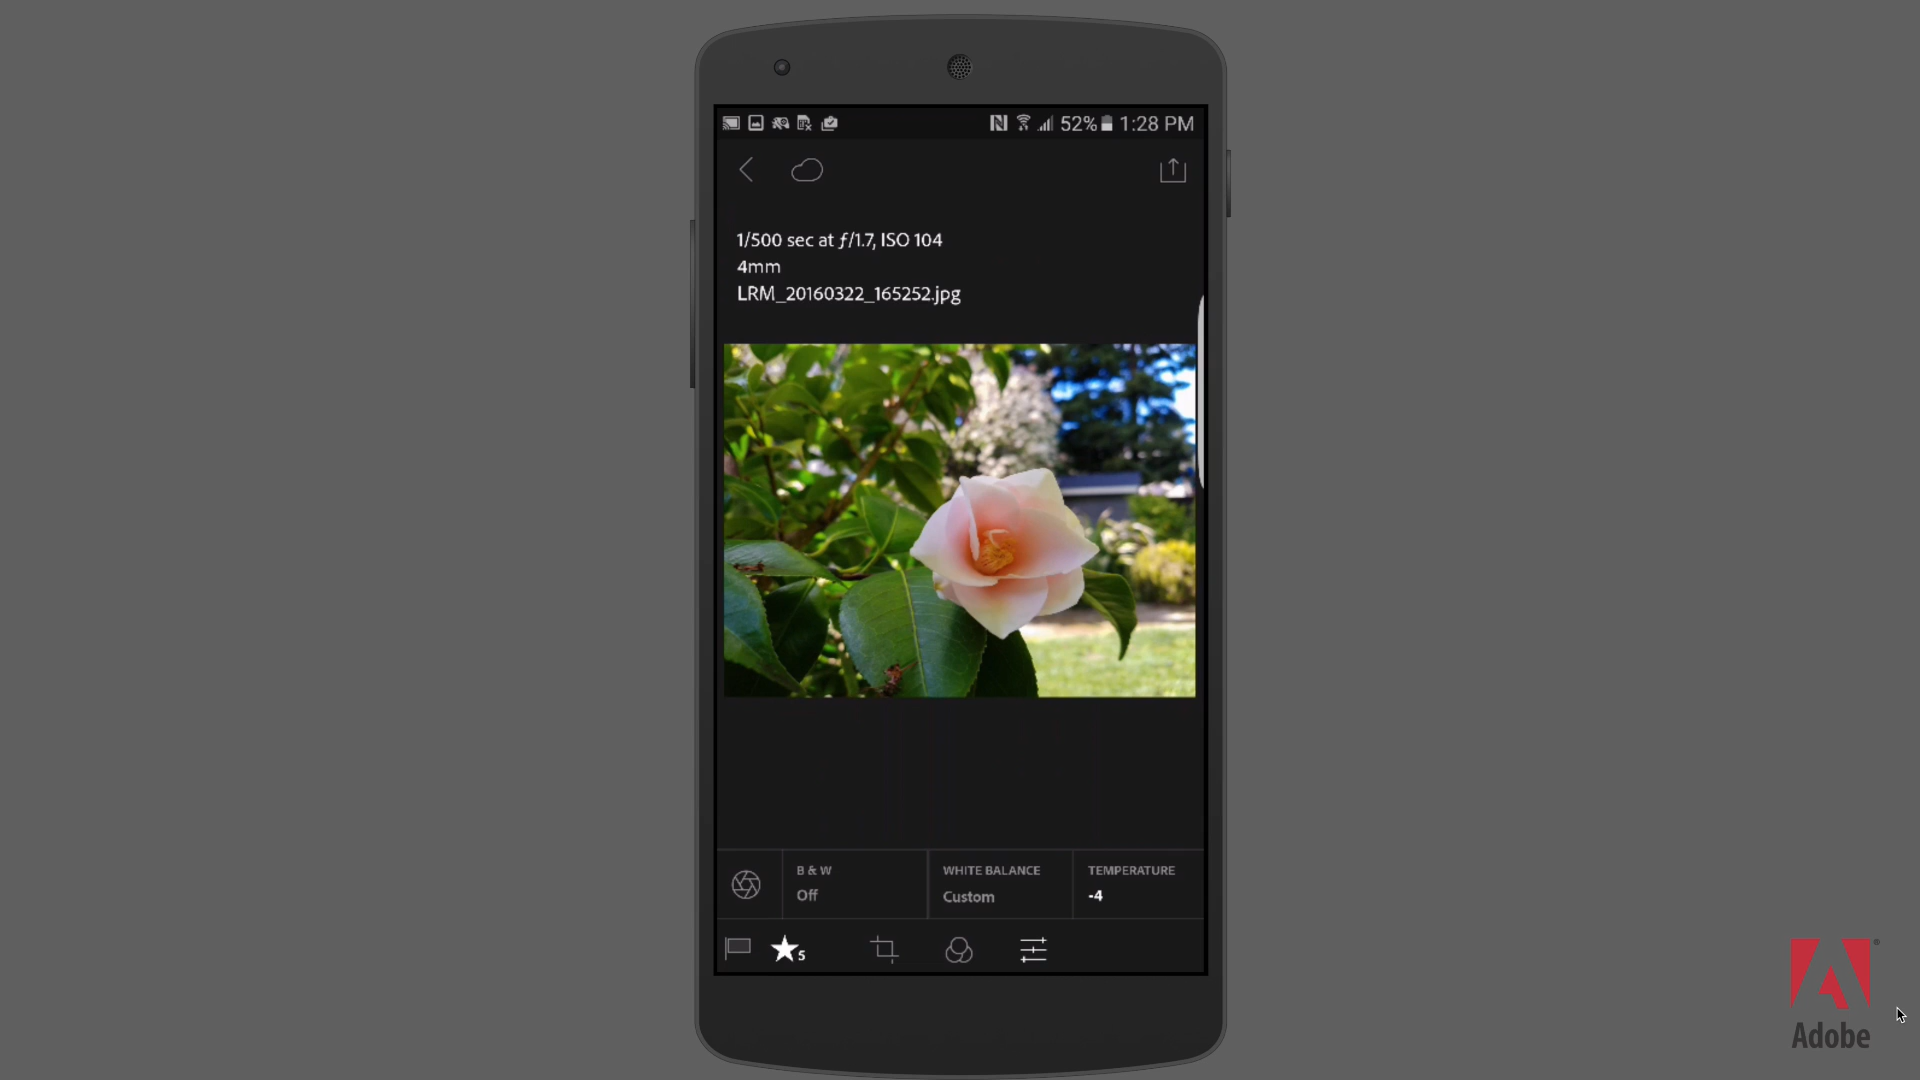 52% 1:28 PM
1/500 sec at ƒ/1.7, ISO 104
4mm
LRM_20160322_165252.jpg
B & W
Off
WHITE BALANCE
Custom
TEMPERATURE
-4
5
Adobe